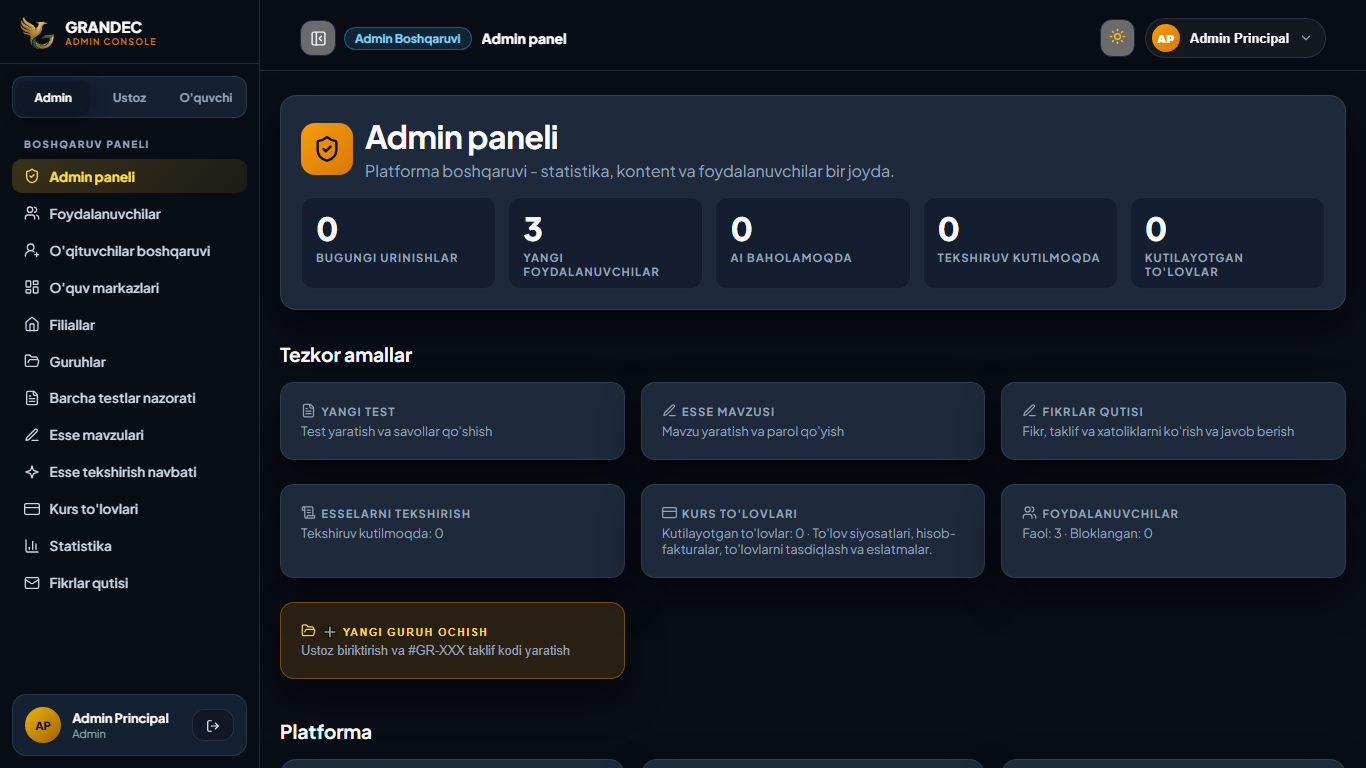 GRANDEC
ADMIN CONSOLE
Admin Boshqaruvi
Admin panel
AP
Admin Principal
Admin
Ustoz
O'quvchi
BOSHQARUV PANELI
Admin paneli
Foydalanuvchilar
O'qituvchilar boshqaruvi
O'quv markazlari
Filiallar
Guruhlar
Barcha testlar nazorati
Esse mavzulari
Esse tekshirish navbati
Kurs to'lovlari
Statistika
Fikrlar qutisi
AP
Admin Principal
Admin
Admin paneli
Platforma boshqaruvi - statistika, kontent va foydalanuvchilar bir joyda.
0
BUGUNGI URINISHLAR
3
YANGI
FOYDALANUVCHILAR
0
AI BAHOLAMOQDA
0
TEKSHIRUV KUTILMOQDA
0
KUTILAYOTGAN
TO'LOVLAR
Tezkor amallar
YANGI TEST
Test yaratish va savollar qo'shish
ESSE MAVZUSI
Mavzu yaratish va parol qo'yish
FIKRLAR QUTISI
Fikr, taklif va xatoliklarni ko'rish va javob berish
ESSELARNI TEKSHIRISH
Tekshiruv kutilmoqda: 0
KURS TO'LOVLARI
Kutilayotgan to'lovlar: 0 · To'lov siyosatlari, hisob-
fakturalar, to'lovlarni tasdiqlash va eslatmalar.
FOYDALANUVCHILAR
Faol: 3 · Bloklangan: 0
+ YANGI GURUH OCHISH
Ustoz biriktirish va #GR-XXX taklif kodi yaratish
Platforma